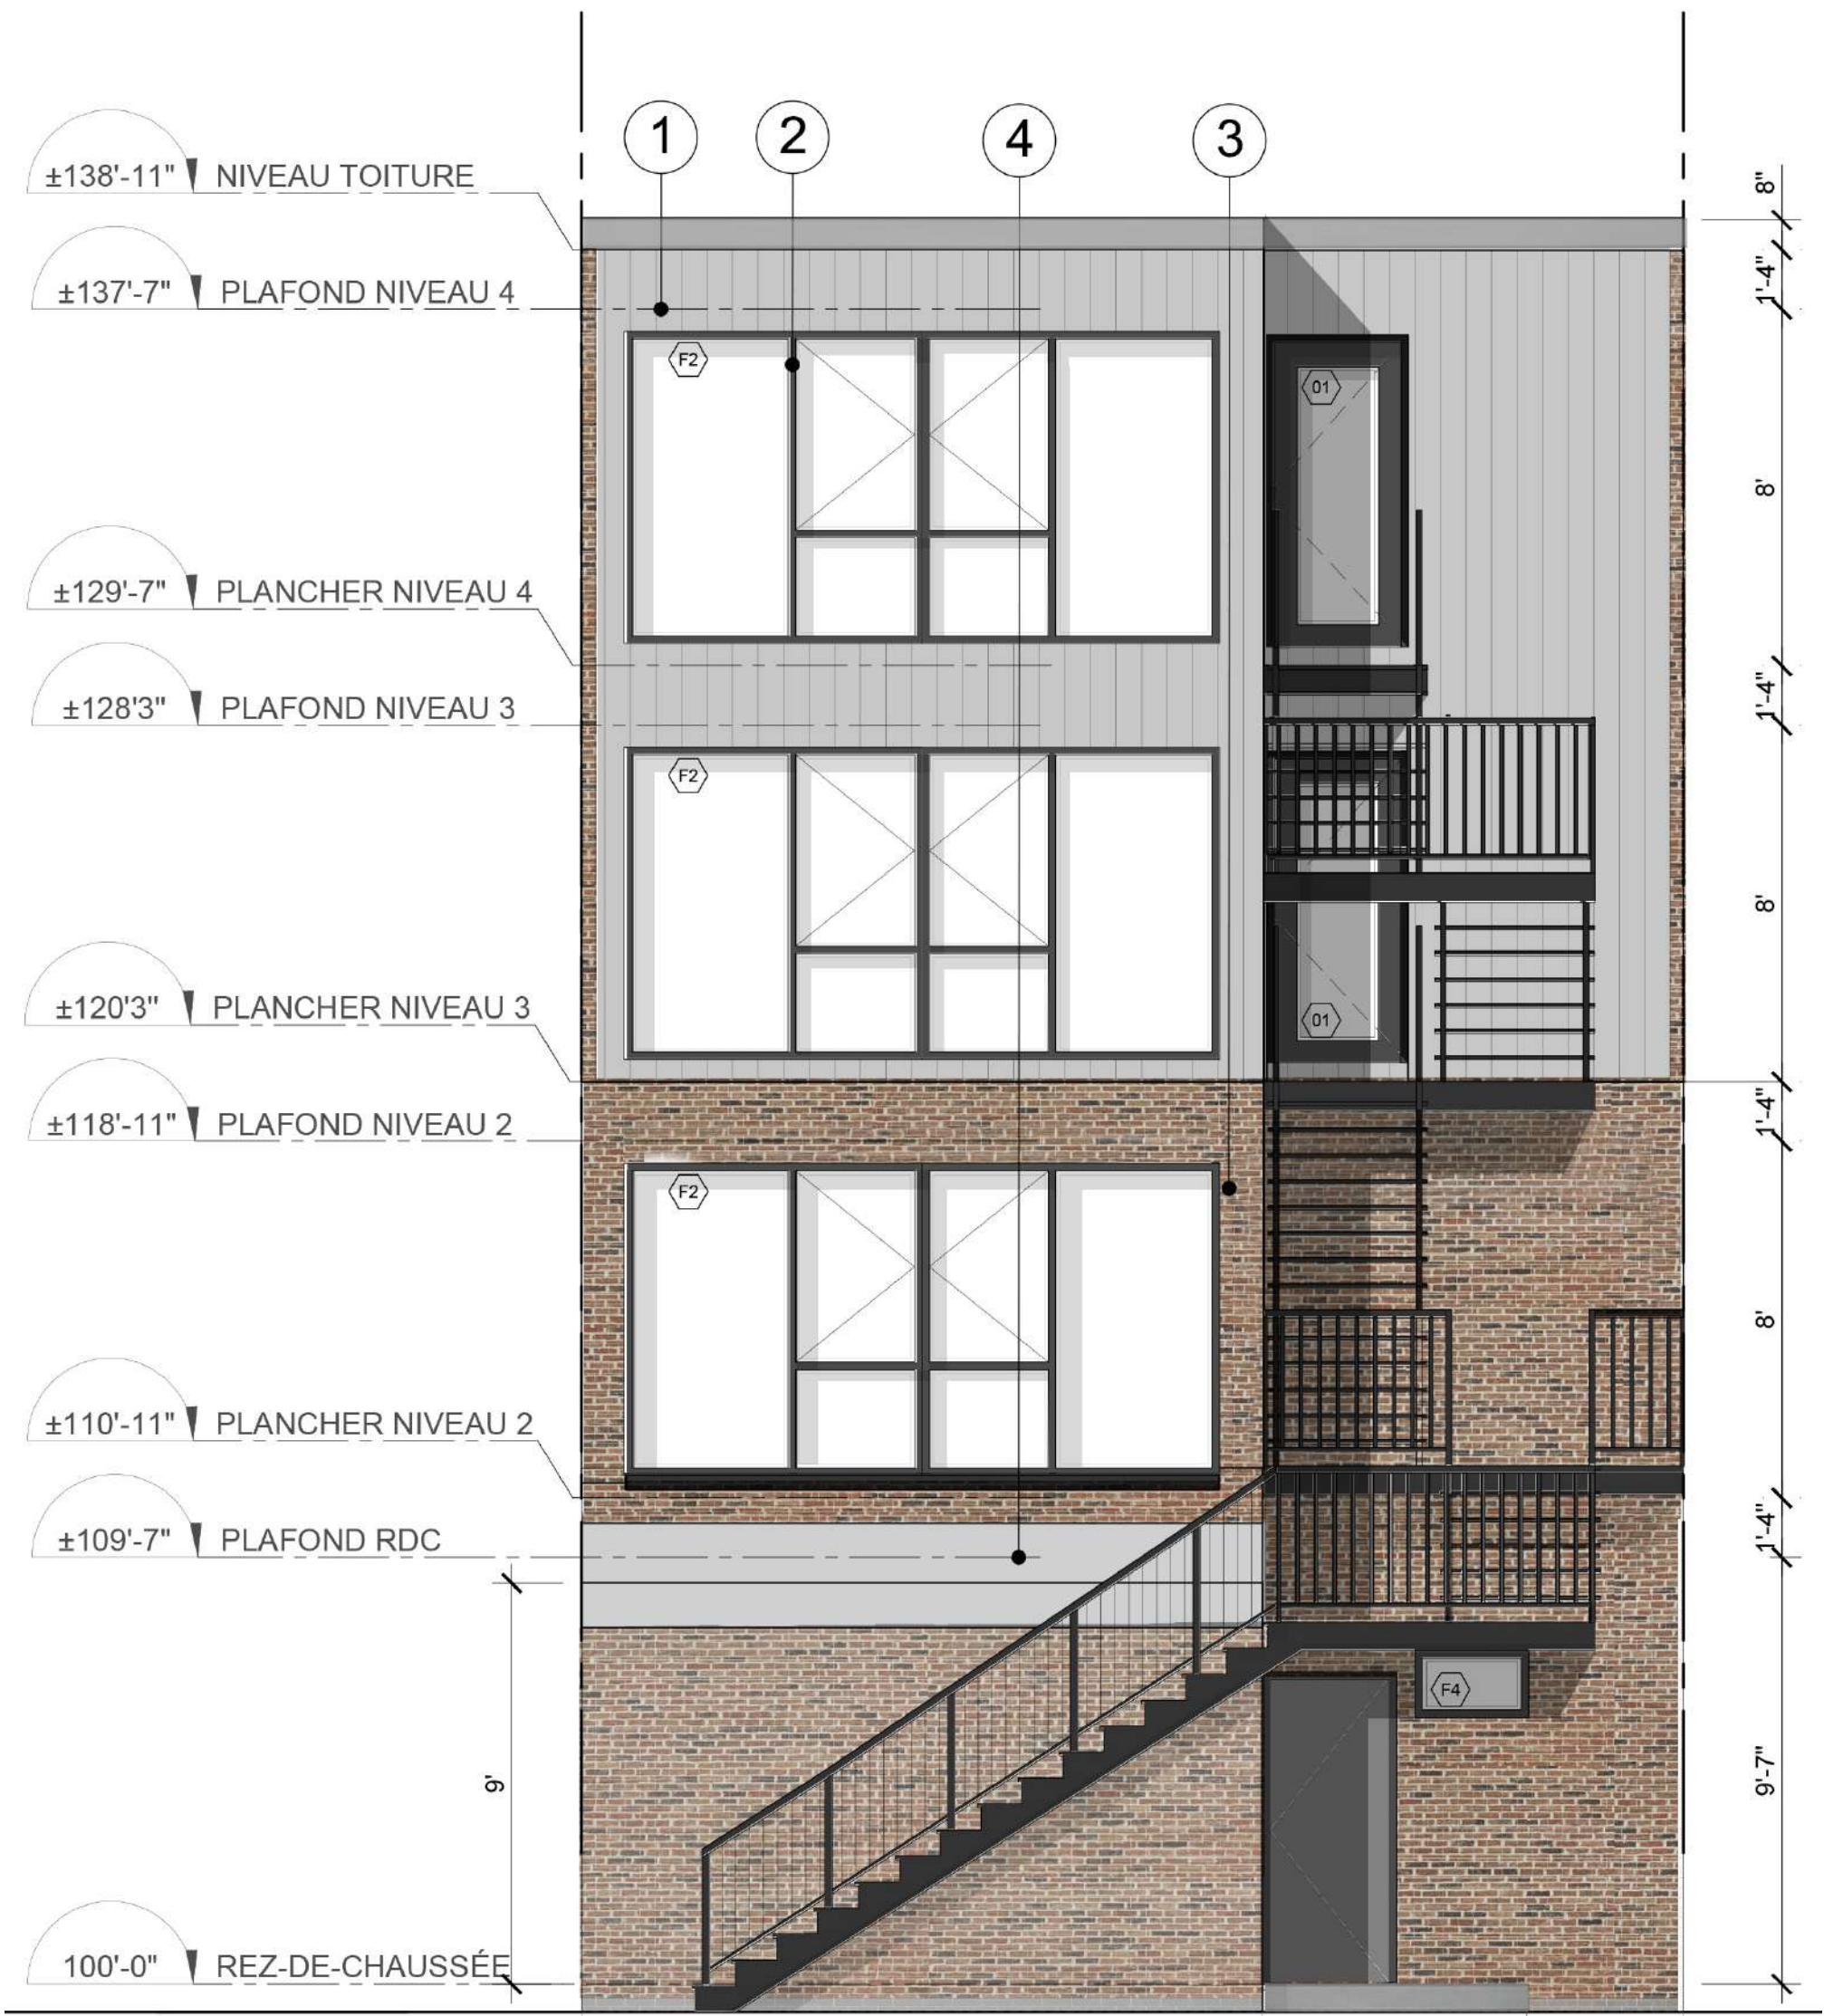 1
2
4
3
±138'-11" NIVEAU TOITURE
8"
±137'-7" PLAFOND NIVEAU 4
1'-4"
F2
01
8'
±129'-7" PLANCHER NIVEAU 4
±128'3" PLAFOND NIVEAU 3
1'-4"
F2
8'
±120'3" PLANCHER NIVEAU 3
01
±118'-11" PLAFOND NIVEAU 2
1'-4"
F2
8'
±110'-11" PLANCHER NIVEAU 2
±109'-7" PLAFOND RDC
1'-4"
F4
9'
9'-7"
100'-0" REZ-DE-CHAUSSÉE